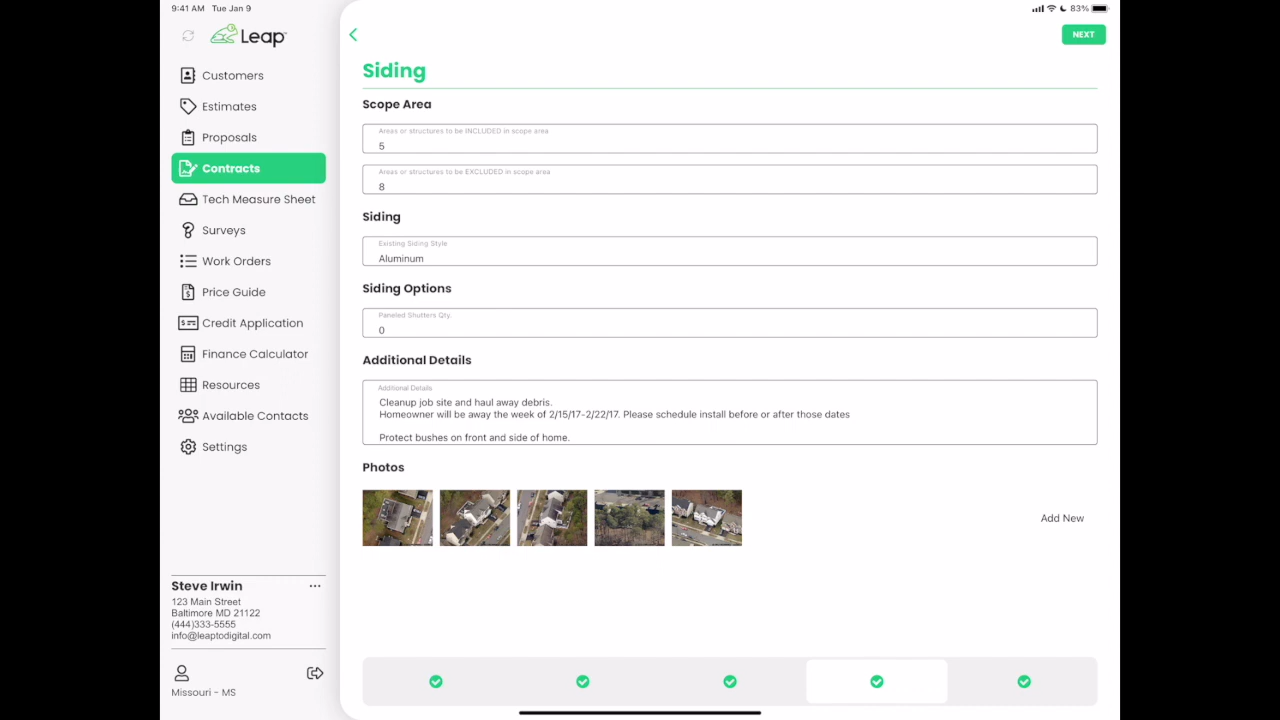 9:41 AM Tue Jan 9
83%
Leap
Customers
Estimates
Proposals
Contracts
Tech Measure Sheet
Surveys
Work Orders
Price Guide
Credit Application
Finance Calculator
Resources
Available Contacts
Settings
Steve Irwin
123 Main Street
Baltimore MD 21122
(444)333-5555
info@leaptodigital.com
Missouri - MS
NEXT
Siding
Scope Area
Areas or structures to be INCLUDED in scope area
5
Areas or structures to be EXCLUDED in scope area
8
Siding
Existing Siding Style
Aluminum
Siding Options
Paneled Shutters Qty.
0
Additional Details
Additional Details
Cleanup job site and haul away debris.
Homeowner will be away the week of 2/15/17-2/22/17. Please schedule install before or after those dates
Protect bushes on front and side of home.
Photos
Add New